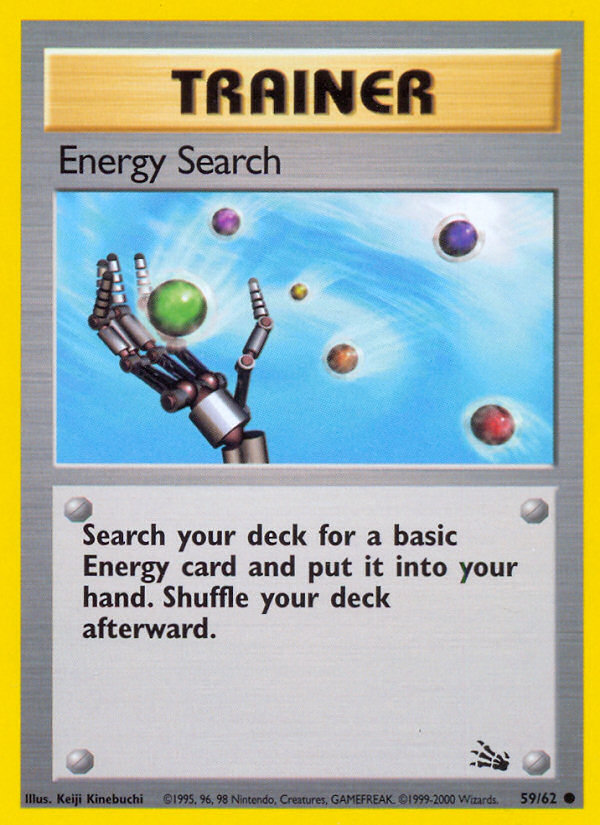 TRAINER
Energy Search
Search your deck for a basic
Energy card and put it into your
hand. Shuffle your deck
afterward.
Illus. Keiji Kinebuchi ©1995, 96, 98 Nintendo, Creatures, GAMEFREAK. ©1999-2000 Wizards. 59/62